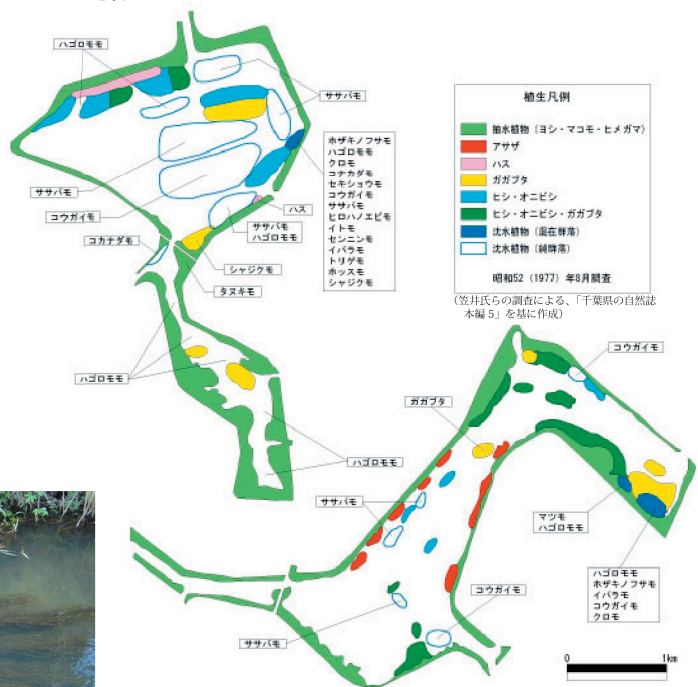 ハゴロモモ
ササバモ
ホザキノフサモ
ハゴロモモ
クロモ
コナカダモ
セキショウモ
コウガイモ
ササバモ
ヒロハノエビモ
イトモ
センニンモ
イバラモ
トリゲモ
ホッスモ
シャジクモ
ササバモ
コウガイモ
コカナダモ
ハス
ササバモ
ハゴロモモ
シャジクモ
タヌキモ
ハゴロモモ
ハゴロモモ
植生凡例
抽水植物（ヨシ・マコモ・ヒメガマ）
アサザ
ハス
ガガブタ
ヒシ・オニビシ
ヒシ・オニビシ・ガガブタ
沈水植物（混在群落）
沈水植物（純群落）
昭和52（1977）年8月調査
（笠井氏らの調査による、「千葉県の自然誌
本編 5」を基に作成）
コウガイモ
ガガブタ
ササバモ
マツモ
ハゴロモモ
ハゴロモモ
ホザキノフサモ
イバラモ
コウガイモ
クロモ
コウガイモ
ササバモ
0 1km